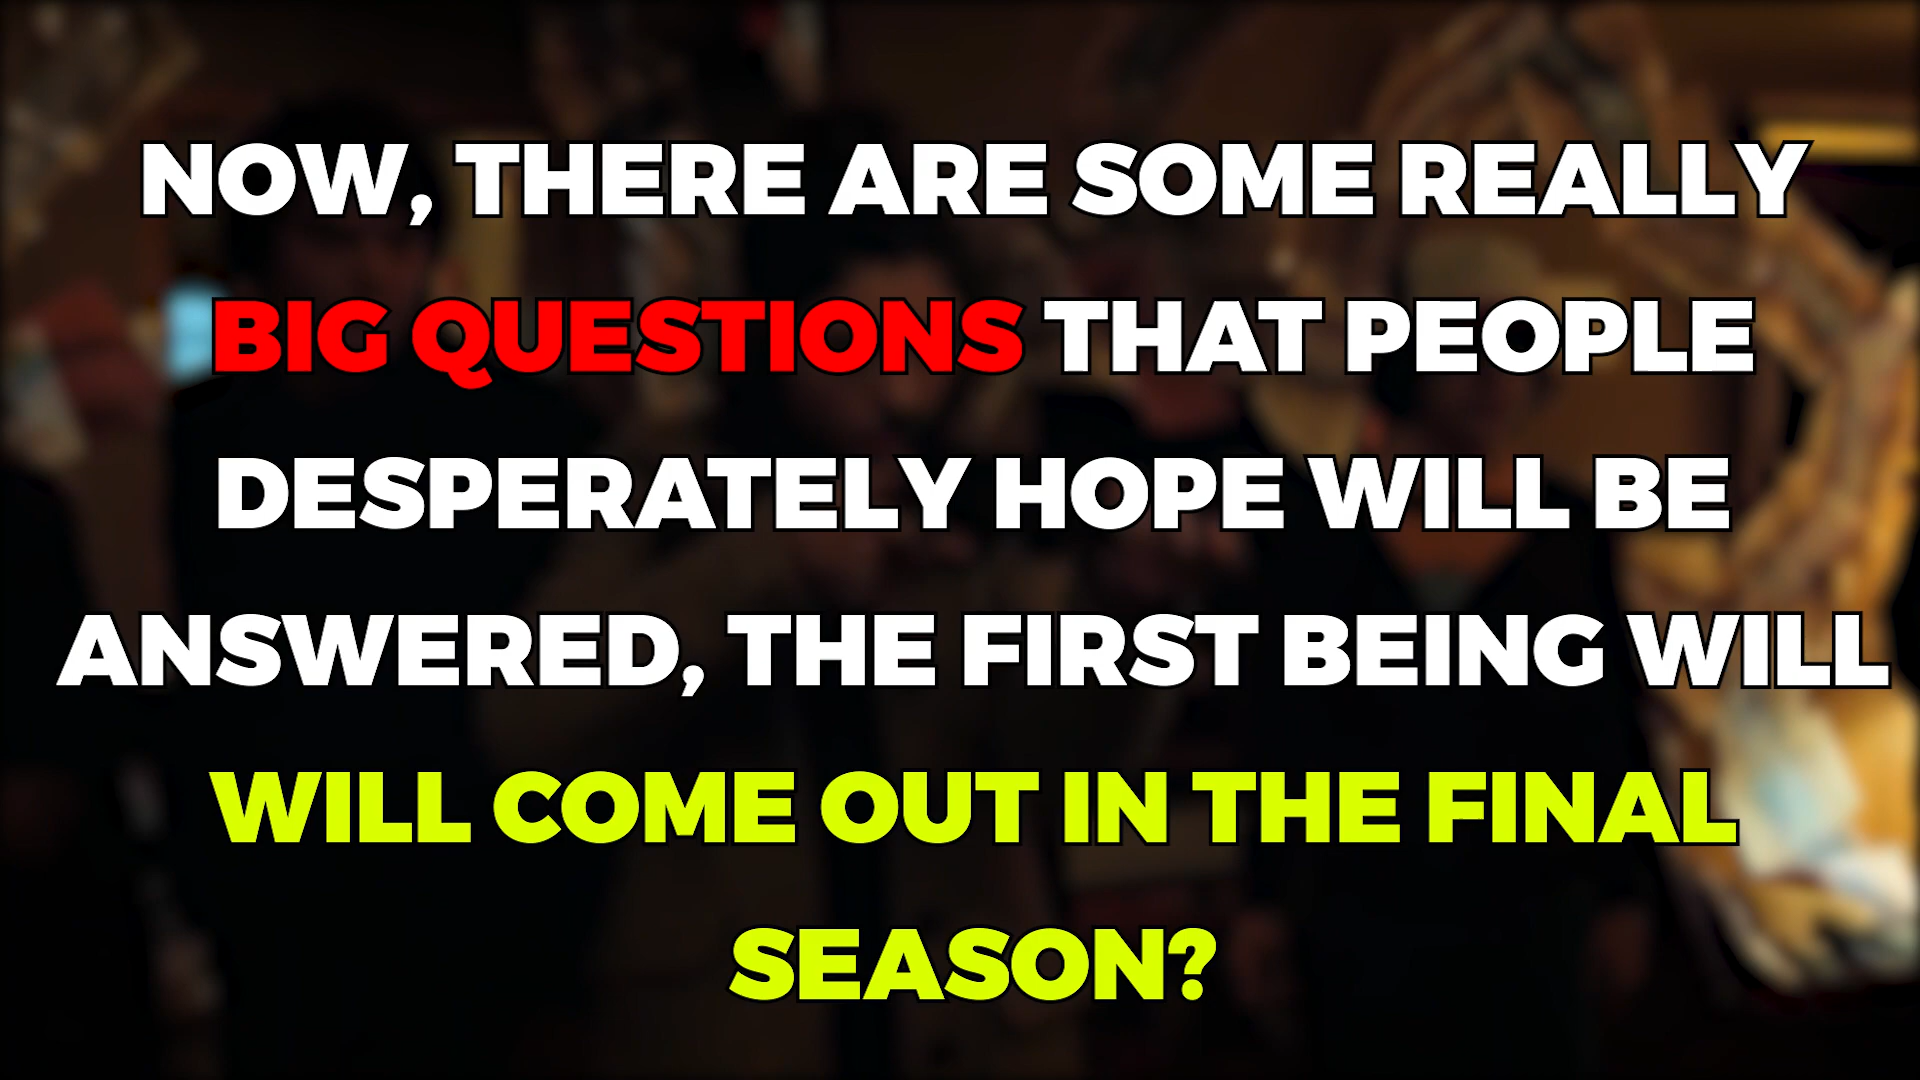 NOW, THERE ARE SOME REALLY
BIG QUESTIONS THAT PEOPLE
DESPERATELY HOPE WILL BE
ANSWERED, THE FIRST BEING WILL
WILL COME OUT IN THE FINAL
SEASON?